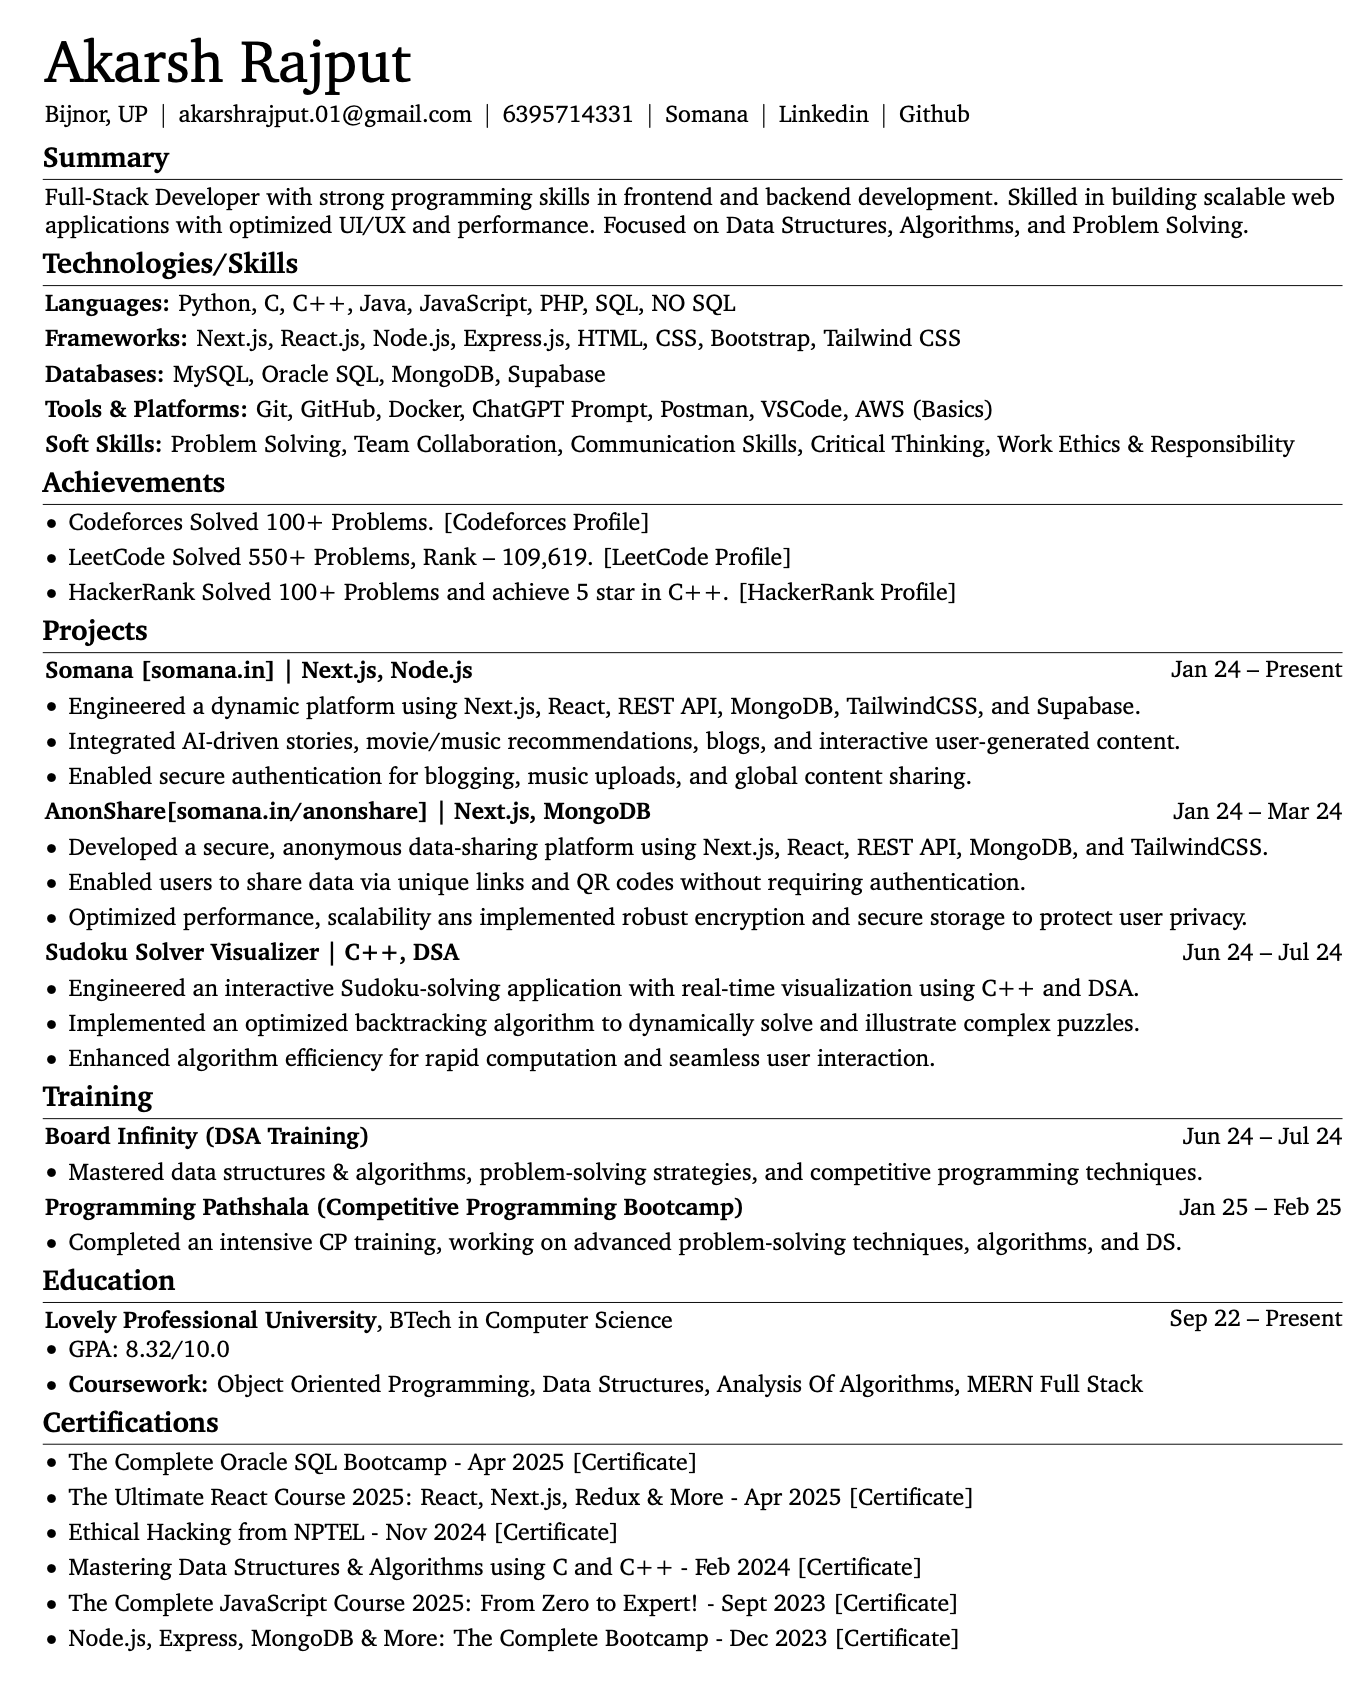 Akarsh Rajput
Bijnor, UP | akarshrajput.01@gmail.com | 6395714331 | Somana | Linkedin | Github
Summary
Full-Stack Developer with strong programming skills in frontend and backend development. Skilled in building scalable web
applications with optimized UI/UX and performance. Focused on Data Structures, Algorithms, and Problem Solving.
Technologies/Skills
Languages: Python, C, C++, Java, JavaScript, PHP, SQL, NO SQL
Frameworks: Next.js, React.js, Node.js, Express.js, HTML, CSS, Bootstrap, Tailwind CSS
Databases: MySQL, Oracle SQL, MongoDB, Supabase
Tools & Platforms: Git, GitHub, Docker, ChatGPT Prompt, Postman, VSCode, AWS (Basics)
Soft Skills: Problem Solving, Team Collaboration, Communication Skills, Critical Thinking, Work Ethics & Responsibility
Achievements
• Codeforces Solved 100+ Problems. [Codeforces Profile]
• LeetCode Solved 550+ Problems, Rank – 109,619. [LeetCode Profile]
• HackerRank Solved 100+ Problems and achieve 5 star in C++. [HackerRank Profile]
Projects
Somana [somana.in] | Next.js, Node.js Jan 24 – Present
• Engineered a dynamic platform using Next.js, React, REST API, MongoDB, TailwindCSS, and Supabase.
• Integrated AI-driven stories, movie/music recommendations, blogs, and interactive user-generated content.
• Enabled secure authentication for blogging, music uploads, and global content sharing.
AnonShare[somana.in/anonshare] | Next.js, MongoDB Jan 24 – Mar 24
• Developed a secure, anonymous data-sharing platform using Next.js, React, REST API, MongoDB, and TailwindCSS.
• Enabled users to share data via unique links and QR codes without requiring authentication.
• Optimized performance, scalability ans implemented robust encryption and secure storage to protect user privacy.
Sudoku Solver Visualizer | C++, DSA Jun 24 – Jul 24
• Engineered an interactive Sudoku-solving application with real-time visualization using C++ and DSA.
• Implemented an optimized backtracking algorithm to dynamically solve and illustrate complex puzzles.
• Enhanced algorithm efficiency for rapid computation and seamless user interaction.
Training
Board Infinity (DSA Training) Jun 24 – Jul 24
• Mastered data structures & algorithms, problem-solving strategies, and competitive programming techniques.
Programming Pathshala (Competitive Programming Bootcamp) Jan 25 – Feb 25
• Completed an intensive CP training, working on advanced problem-solving techniques, algorithms, and DS.
Education
Lovely Professional University, BTech in Computer Science Sep 22 – Present
• GPA: 8.32/10.0
• Coursework: Object Oriented Programming, Data Structures, Analysis Of Algorithms, MERN Full Stack
Certifications
• The Complete Oracle SQL Bootcamp - Apr 2025 [Certificate]
• The Ultimate React Course 2025: React, Next.js, Redux & More - Apr 2025 [Certificate]
• Ethical Hacking from NPTEL - Nov 2024 [Certificate]
• Mastering Data Structures & Algorithms using C and C++ - Feb 2024 [Certificate]
• The Complete JavaScript Course 2025: From Zero to Expert! - Sept 2023 [Certificate]
• Node.js, Express, MongoDB & More: The Complete Bootcamp - Dec 2023 [Certificate]